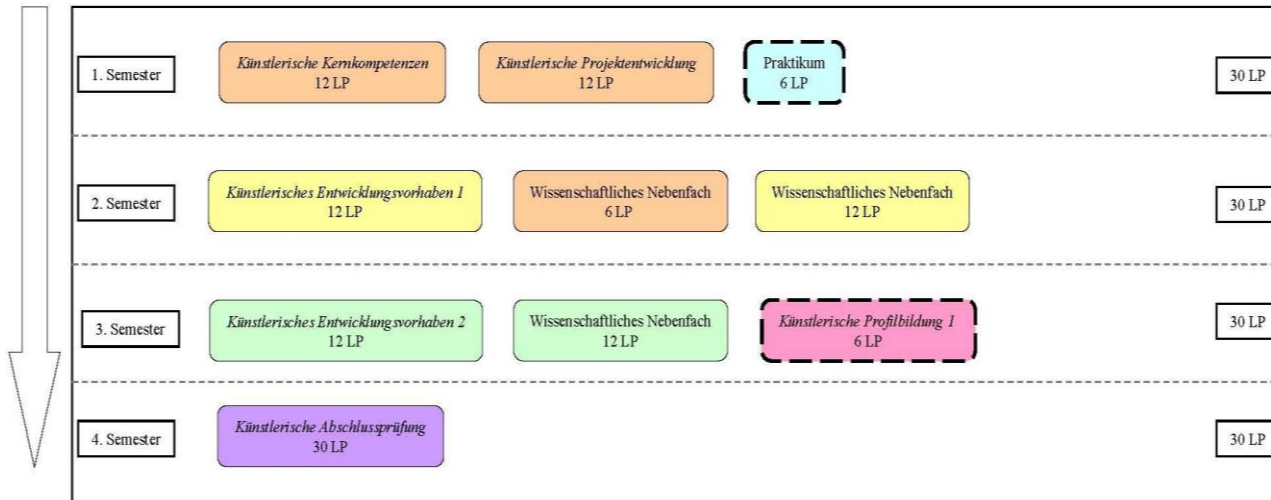 1. Semester
Künstlerische Kernkompetenzen
12 LP
Künstlerische Projektentwicklung
12 LP
Praktikum
6 LP
30 LP
2. Semester
Künstlerisches Entwicklungsvorhaben 1
12 LP
Wissenschaftliches Nebenfach
6 LP
Wissenschaftliches Nebenfach
12 LP
30 LP
3. Semester
Künstlerisches Entwicklungsvorhaben 2
12 LP
Wissenschaftliches Nebenfach
12 LP
Künstlerische Profilbildung 1
6 LP
30 LP
4. Semester
Künstlerische Abschlussprüfung
30 LP
30 LP